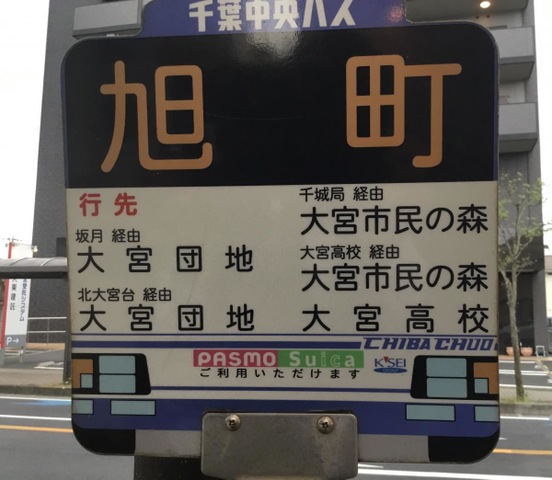 千葉中央バス
旭町
行先
坂月 経由
大宮団地
北大宮台 経由
大宮団地
千城局 経由
大宮市民の森
大宮高校 経由
大宮市民の森
大宮高校
CHIBA CHUO
PASMO Suica
K'SEI
ご利用いただけます